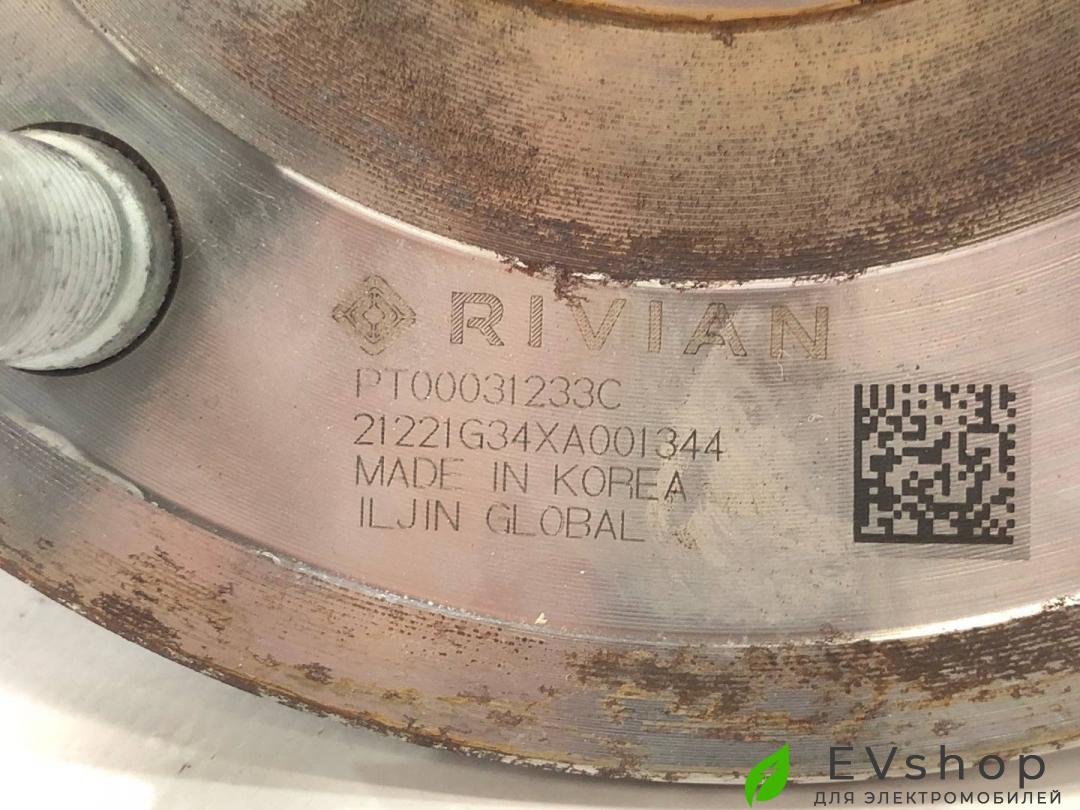 RIVIAN
PT00031233C
21221G34XA001344
MADE IN KOREA
ILJIN GLOBAL
EVshop
ДЛЯ ЭЛЕКТРОМОБИЛЕЙ